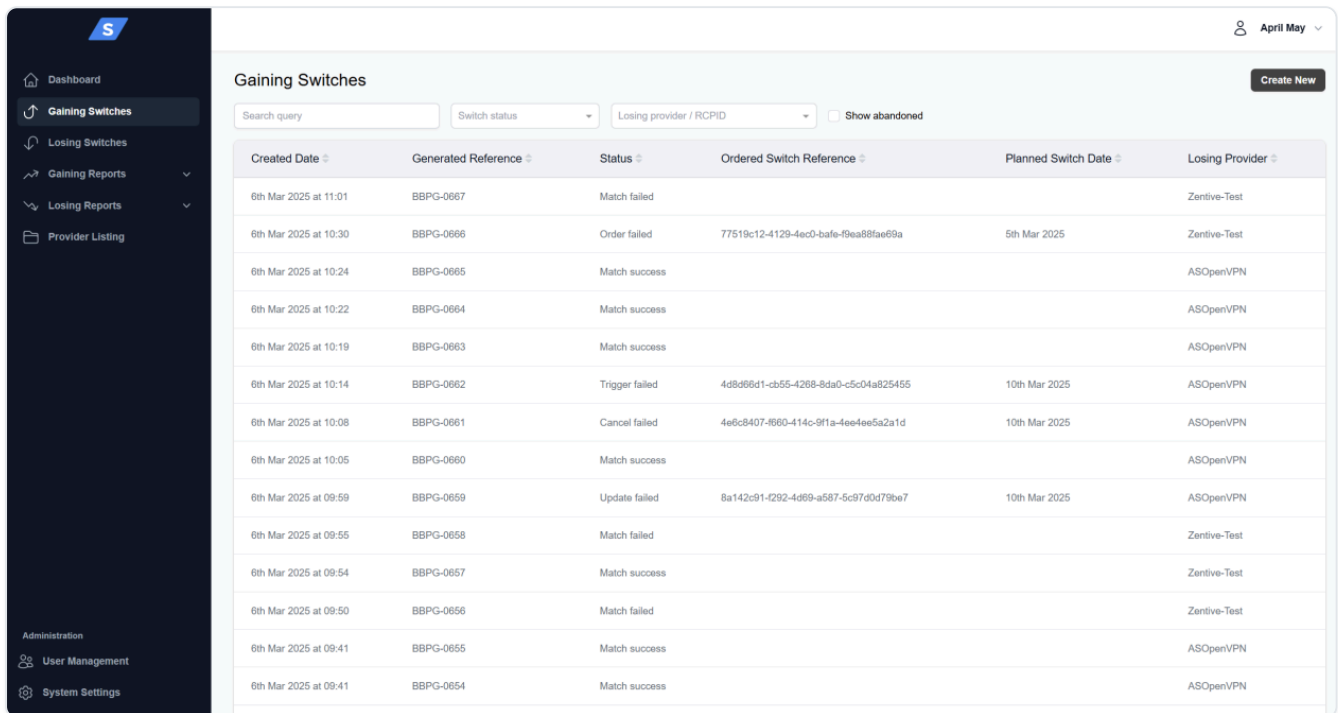 S
April May
Dashboard
Gaining Switches
Losing Switches
Gaining Reports
Losing Reports
Provider Listing
Administration
User Management
System Settings
Gaining Switches
Create New
Search query Switch status Losing provider / RCPID Show abandoned
Created Date Generated Reference Status Ordered Switch Reference Planned Switch Date Losing Provider
6th Mar 2025 at 11:01 BBPG-0667 Match failed Zentive-Test
6th Mar 2025 at 10:30 BBPG-0666 Order failed 77519c12-4129-4ec0-bafe-f9ea88fae69a 5th Mar 2025 Zentive-Test
6th Mar 2025 at 10:24 BBPG-0665 Match success ASOpenVPN
6th Mar 2025 at 10:22 BBPG-0664 Match success ASOpenVPN
6th Mar 2025 at 10:19 BBPG-0663 Match success ASOpenVPN
6th Mar 2025 at 10:14 BBPG-0662 Trigger failed 4d8d66d1-cb55-4268-8da0-c5c04a825455 10th Mar 2025 ASOpenVPN
6th Mar 2025 at 10:08 BBPG-0661 Cancel failed 4e6c8407-f660-414c-9f1a-4ee4ee5a2a1d 10th Mar 2025 ASOpenVPN
6th Mar 2025 at 10:05 BBPG-0660 Match success ASOpenVPN
6th Mar 2025 at 09:59 BBPG-0659 Update failed 8a142c91-f292-4d69-a587-5c97d0d79be7 10th Mar 2025 ASOpenVPN
6th Mar 2025 at 09:55 BBPG-0658 Match failed Zentive-Test
6th Mar 2025 at 09:54 BBPG-0657 Match success Zentive-Test
6th Mar 2025 at 09:50 BBPG-0656 Match failed Zentive-Test
6th Mar 2025 at 09:41 BBPG-0655 Match success ASOpenVPN
6th Mar 2025 at 09:41 BBPG-0654 Match success ASOpenVPN